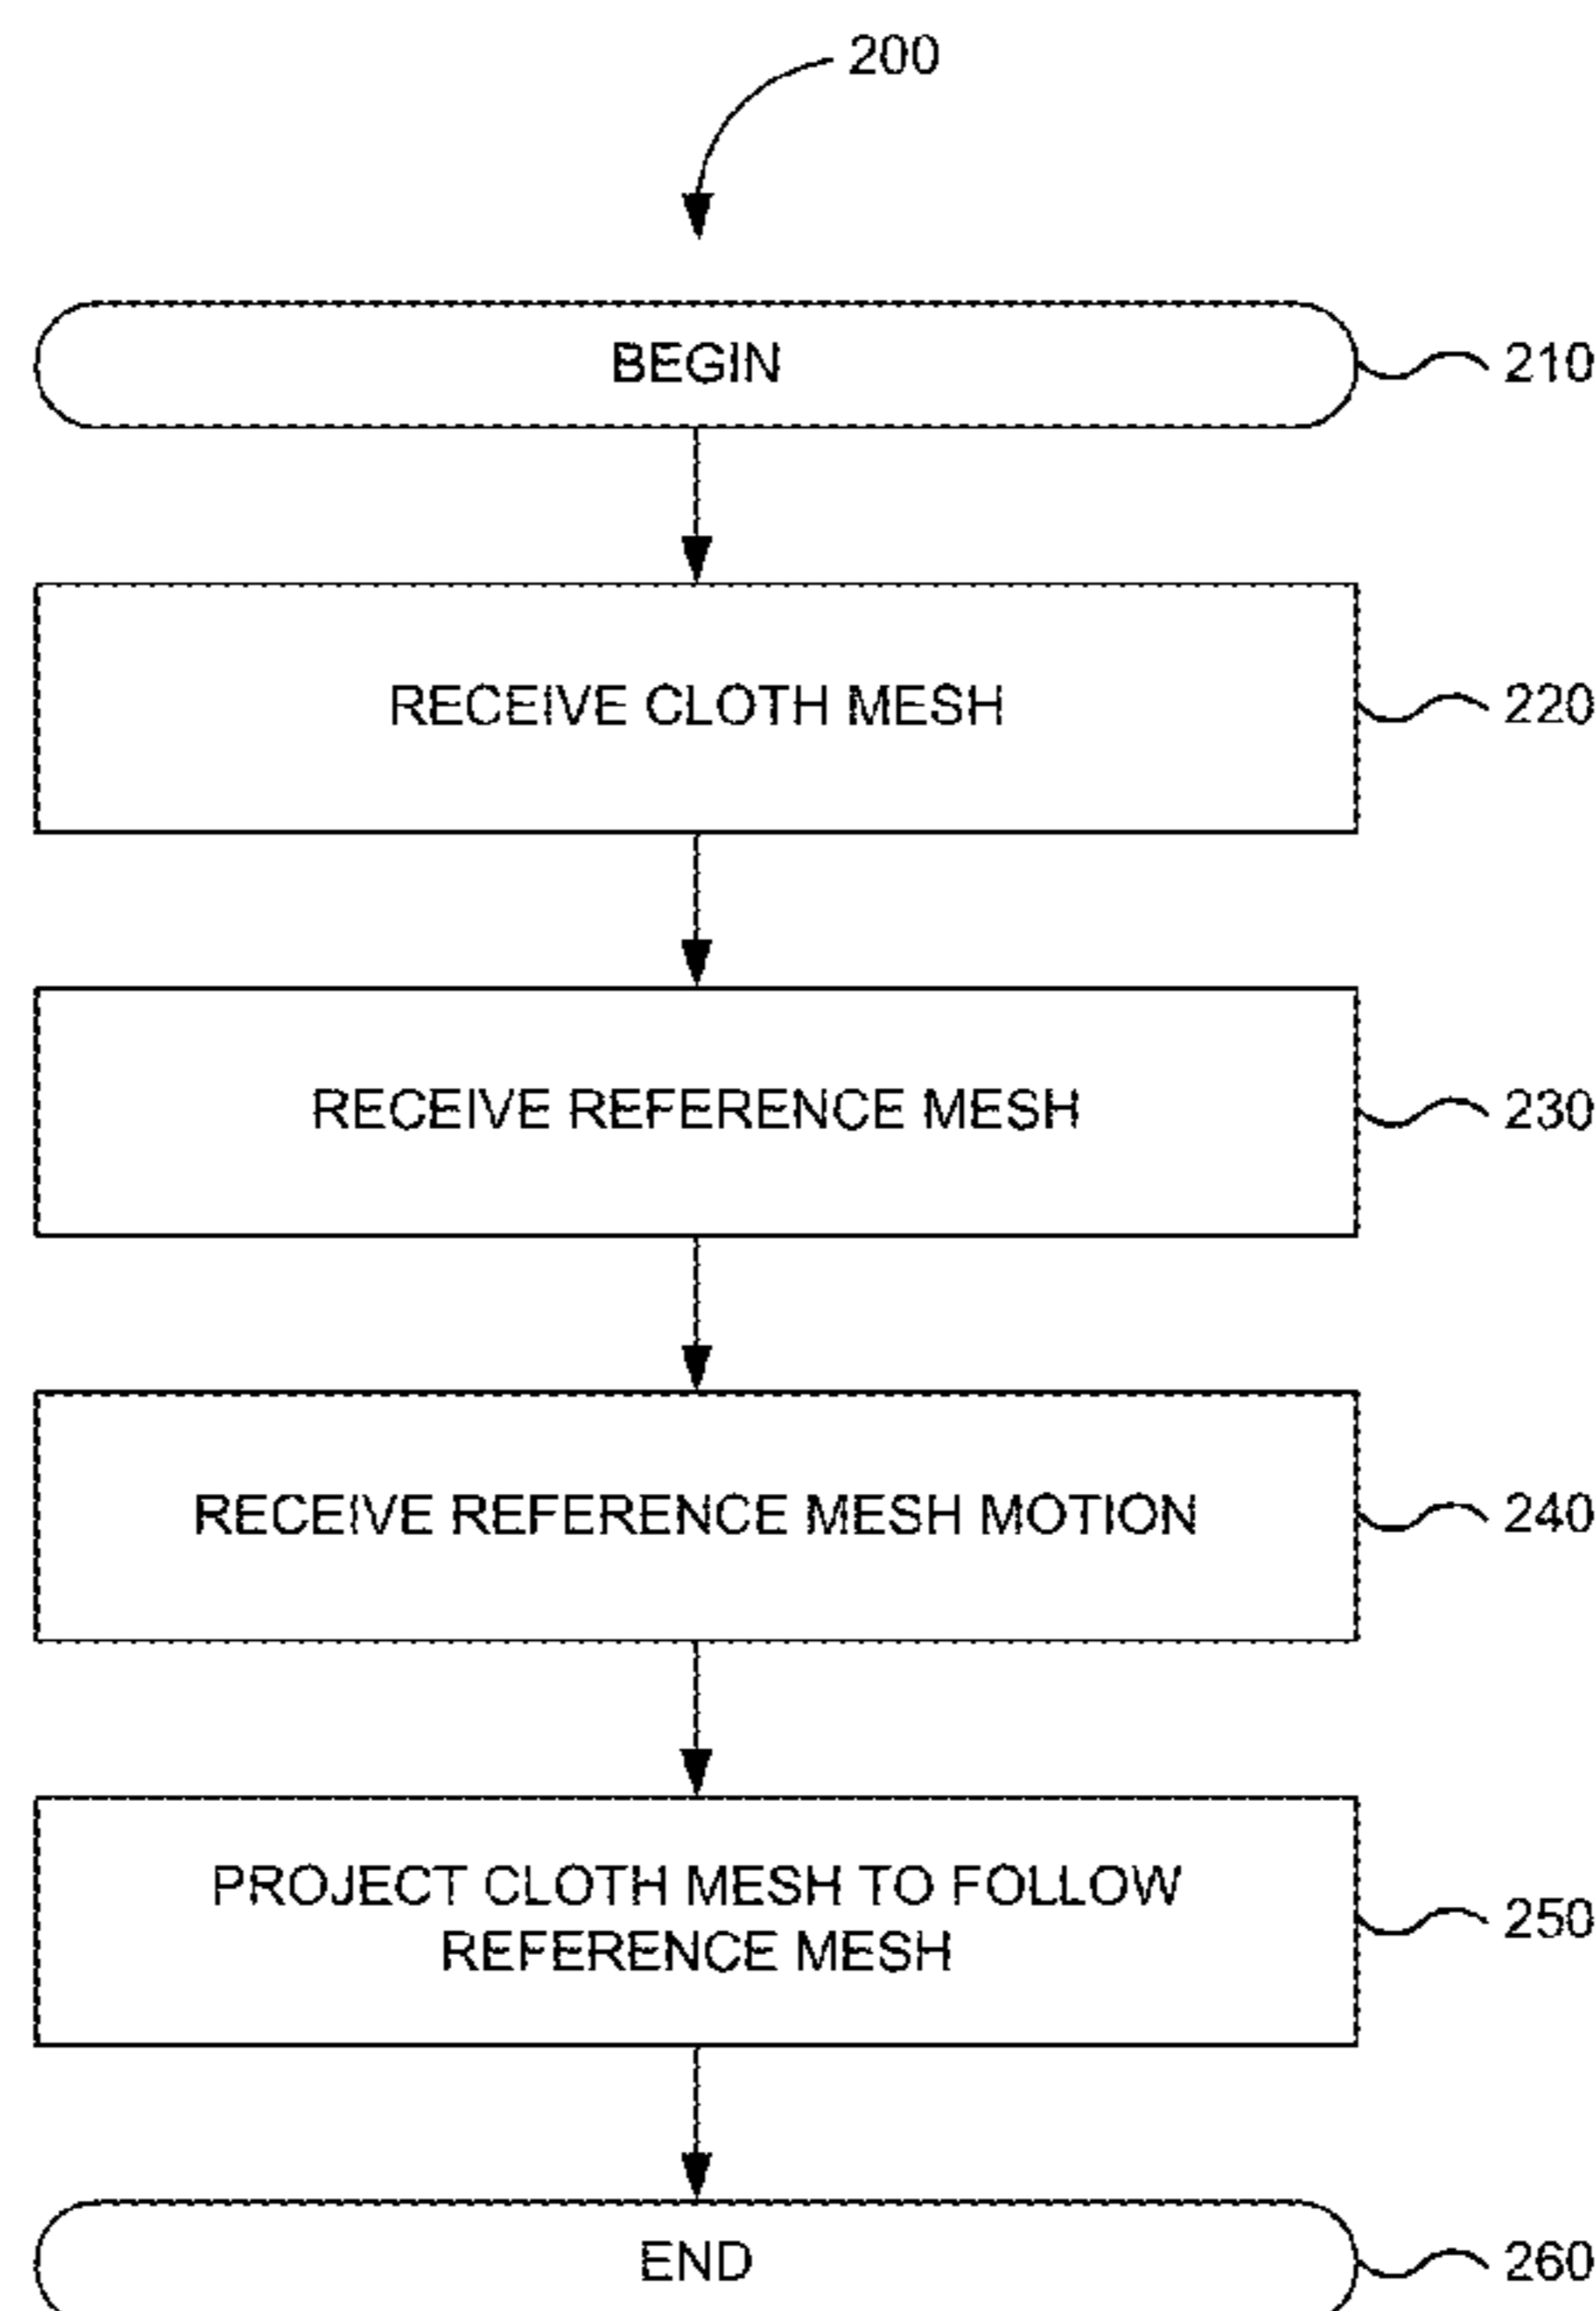 200
BEGIN
210
RECEIVE CLOTH MESH
220
RECEIVE REFERENCE MESH
230
RECEIVE REFERENCE MESH MOTION
240
PROJECT CLOTH MESH TO FOLLOW
REFERENCE MESH
250
END
260